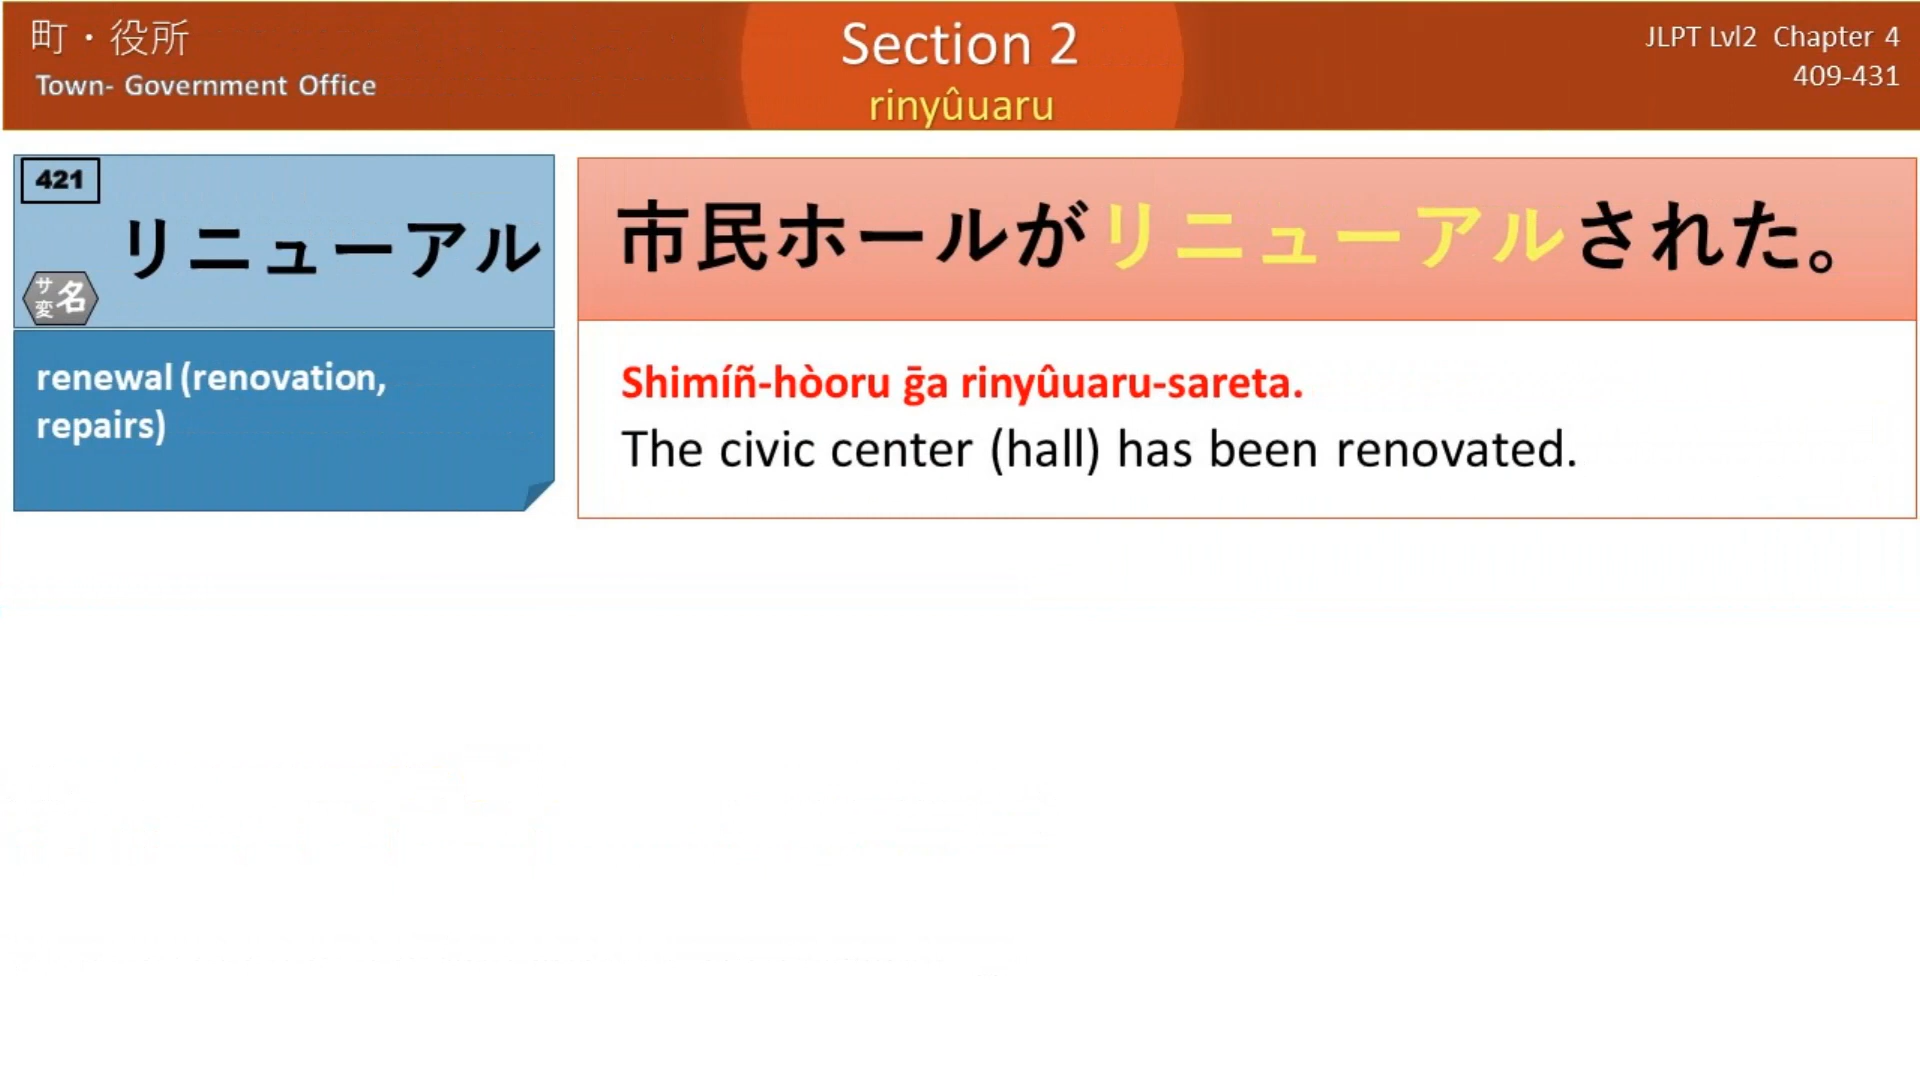 町・役所
Town- Government Office
Section 2
rinyûuaru
JLPT Lvl2 Chapter 4
409-431
421
リニューアル
サ変 名
renewal (renovation,
repairs)
市民ホールがリニューアルされた。
Shimíñ-hòoru ḡa rinyûuaru-sareta.
The civic center (hall) has been renovated.